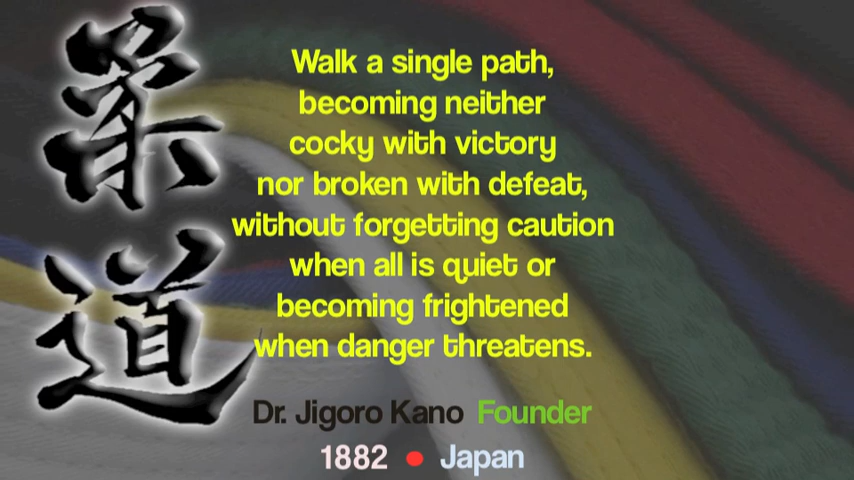 柔道
Walk a single path,
becoming neither
cocky with victory
nor broken with defeat,
without forgetting caution
when all is quiet or
becoming frightened
when danger threatens.
Dr. Jigoro Kano Founder
1882 • Japan